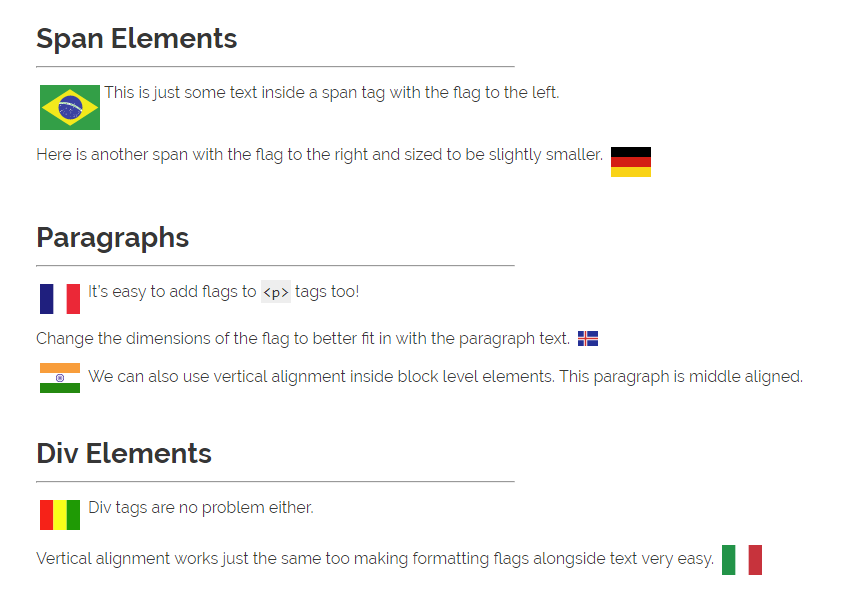 Span Elements
This is just some text inside a span tag with the flag to the left.
Here is another span with the flag to the right and sized to be slightly smaller.
Paragraphs
It's easy to add flags to <p> tags too!
Change the dimensions of the flag to better fit in with the paragraph text.
We can also use vertical alignment inside block level elements. This paragraph is middle aligned.
Div Elements
Div tags are no problem either.
Vertical alignment works just the same too making formatting flags alongside text very easy.